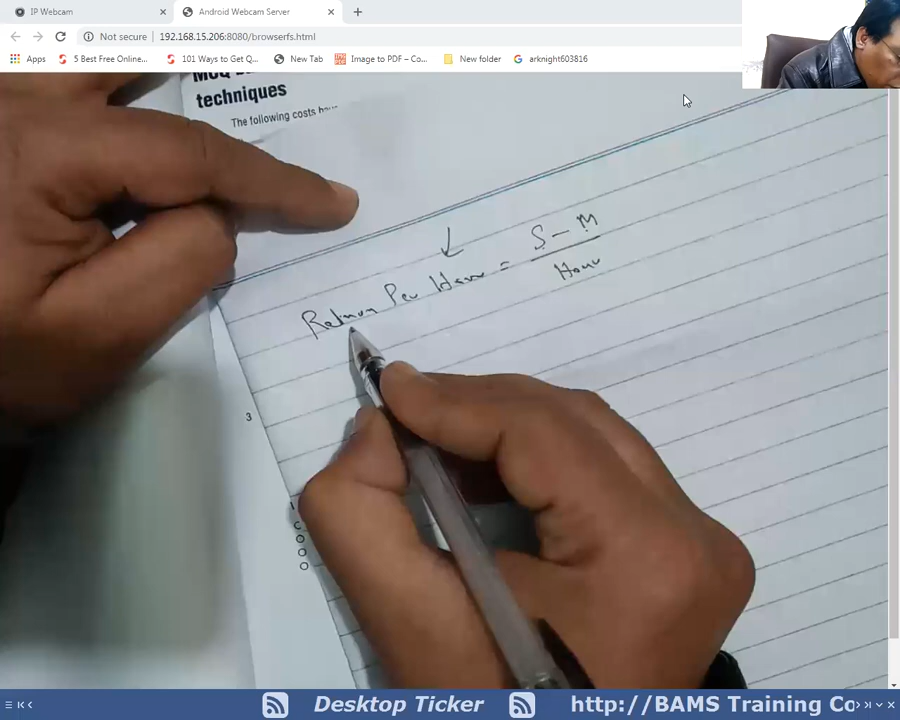 IP Webcam
Android Webcam Server
Not secure | 192.168.15.206:8080/browserfs.html
Apps 5 Best Free Online... 101 Ways to Get Q... New Tab Image to PDF – Co... New folder arknight603816
techniques
The following costs
S - M
Return Per Hour = Hour
3
Desktop Ticker http://BAMS Training Co